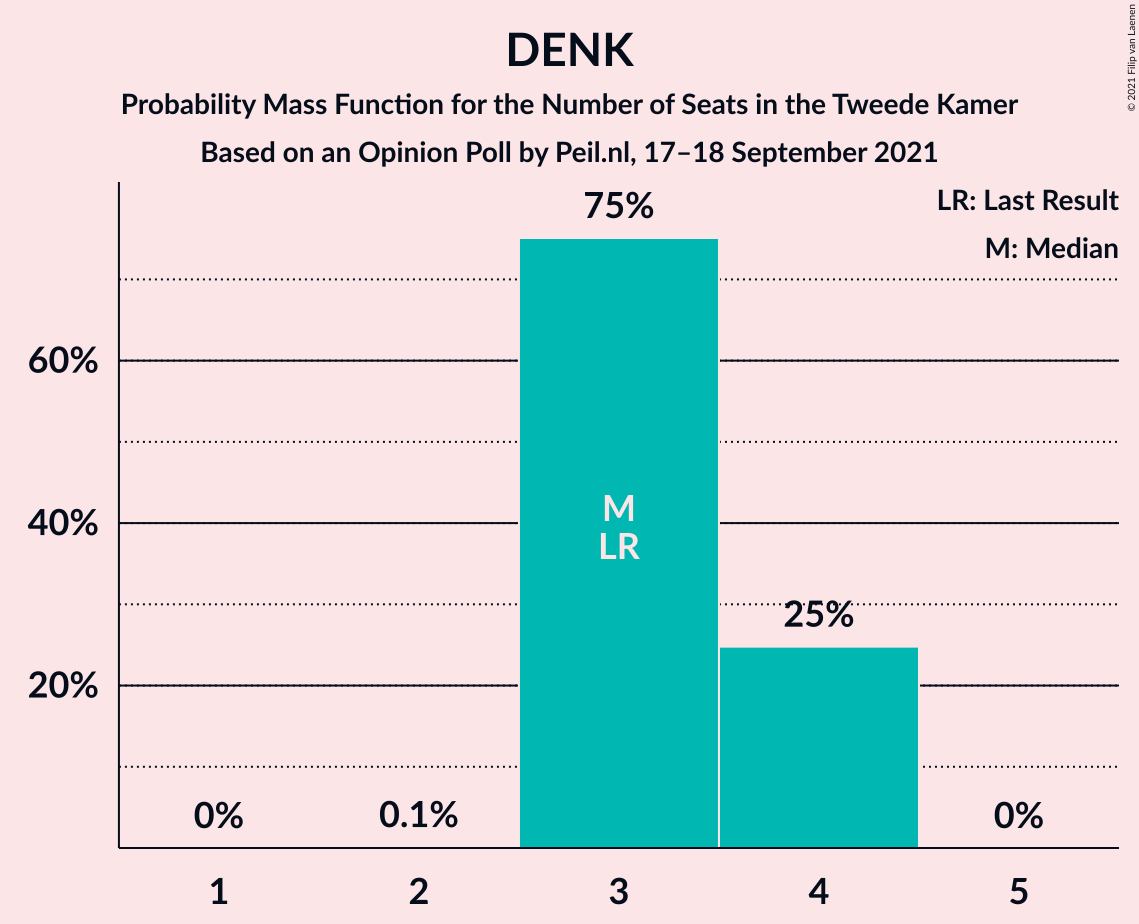 DENK
Probability Mass Function for the Number of Seats in the Tweede Kamer
Based on an Opinion Poll by Peil.nl, 17–18 September 2021
© 2021 Filip van Laenen
LR: Last Result
M: Median
75%
60%
40%
20%
M
LR
25%
0%
0.1%
0%
1
2
3
4
5